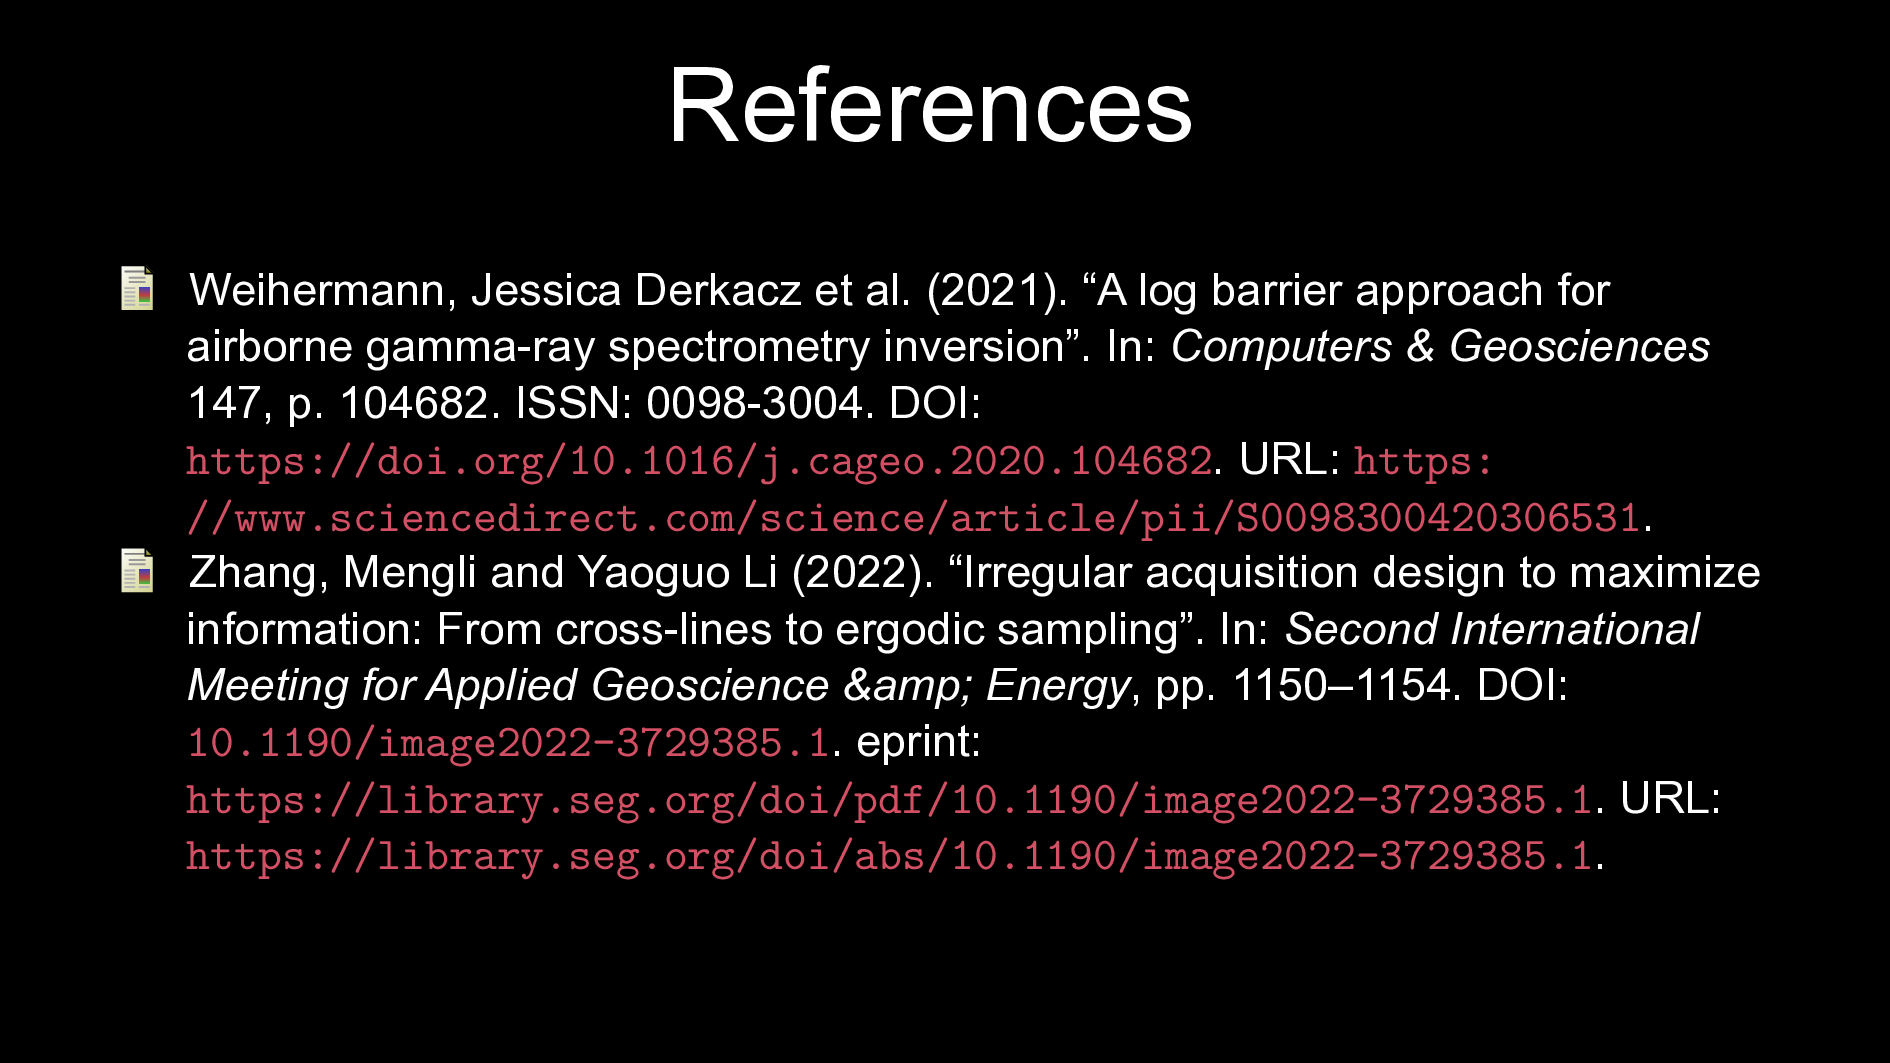 References
Weihermann, Jessica Derkacz et al. (2021). “A log barrier approach for
airborne gamma-ray spectrometry inversion”. In: Computers & Geosciences
147, p. 104682. ISSN: 0098-3004. DOI:
https://doi.org/10.1016/j.cageo.2020.104682. URL: https:
//www.sciencedirect.com/science/article/pii/S0098300420306531.
Zhang, Mengli and Yaoguo Li (2022). “Irregular acquisition design to maximize
information: From cross-lines to ergodic sampling”. In: Second International
Meeting for Applied Geoscience &amp; Energy, pp. 1150–1154. DOI:
10.1190/image2022-3729385.1. eprint:
https://library.seg.org/doi/pdf/10.1190/image2022-3729385.1. URL:
https://library.seg.org/doi/abs/10.1190/image2022-3729385.1.